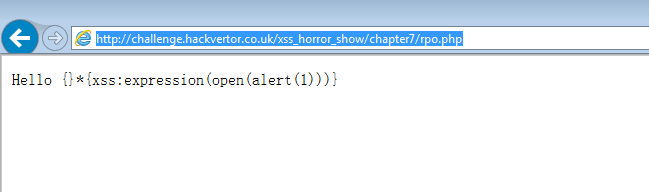 http://challenge.hackvertor.co.uk/xss_horror_show/chapter7/rpo.php
Hello {}*{xss:expression(open(alert(1)))}